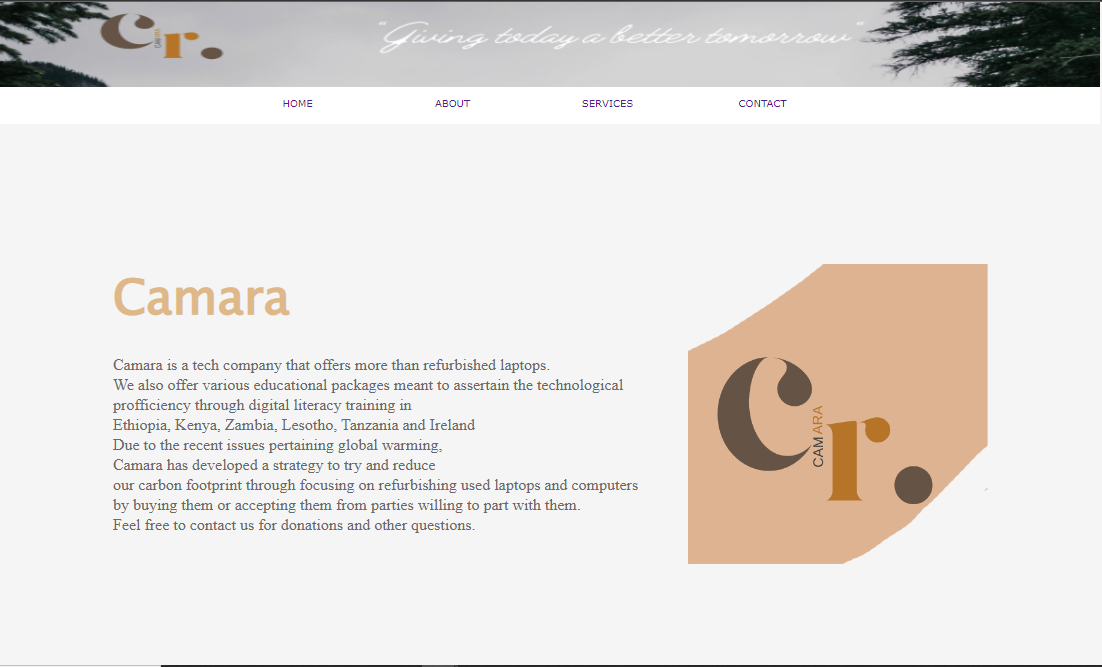 Cr.
CAMARA
“Giving today a better tomorrow”
HOME
ABOUT
SERVICES
CONTACT
Camara
Camara is a tech company that offers more than refurbished laptops.
We also offer various educational packages meant to assertain the technological
profficiency through digital literacy training in
Ethiopia, Kenya, Zambia, Lesotho, Tanzania and Ireland
Due to the recent issues pertaining global warming,
Camara has developed a strategy to try and reduce
our carbon footprint through focusing on refurbishing used laptops and computers
by buying them or accepting them from parties willing to part with them.
Feel free to contact us for donations and other questions.
Cr.
CAMARA